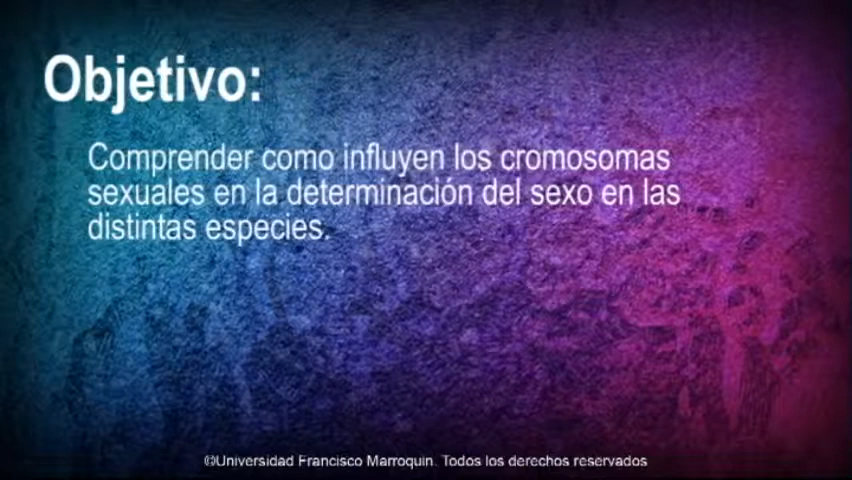 Objetivo:
Comprender como influyen los cromosomas
sexuales en la determinación del sexo en las
distintas especies.
©Universidad Francisco Marroquin. Todos los derechos reservados